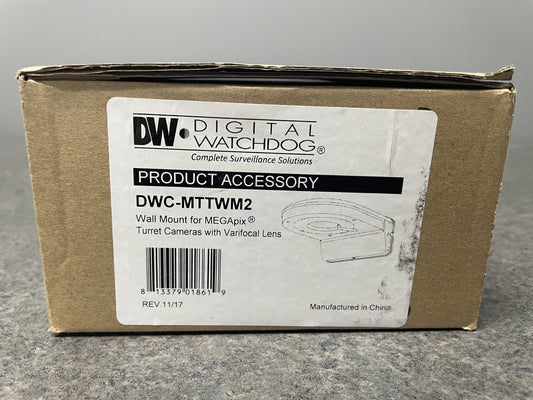 DW DIGITAL
WATCHDOG®
Complete Surveillance Solutions
PRODUCT ACCESSORY
DWC-MTTWM2
Wall Mount for MEGApix®
Turret Cameras with Varifocal Lens
8 13379 01861 9
REV.11/17
Manufactured in China